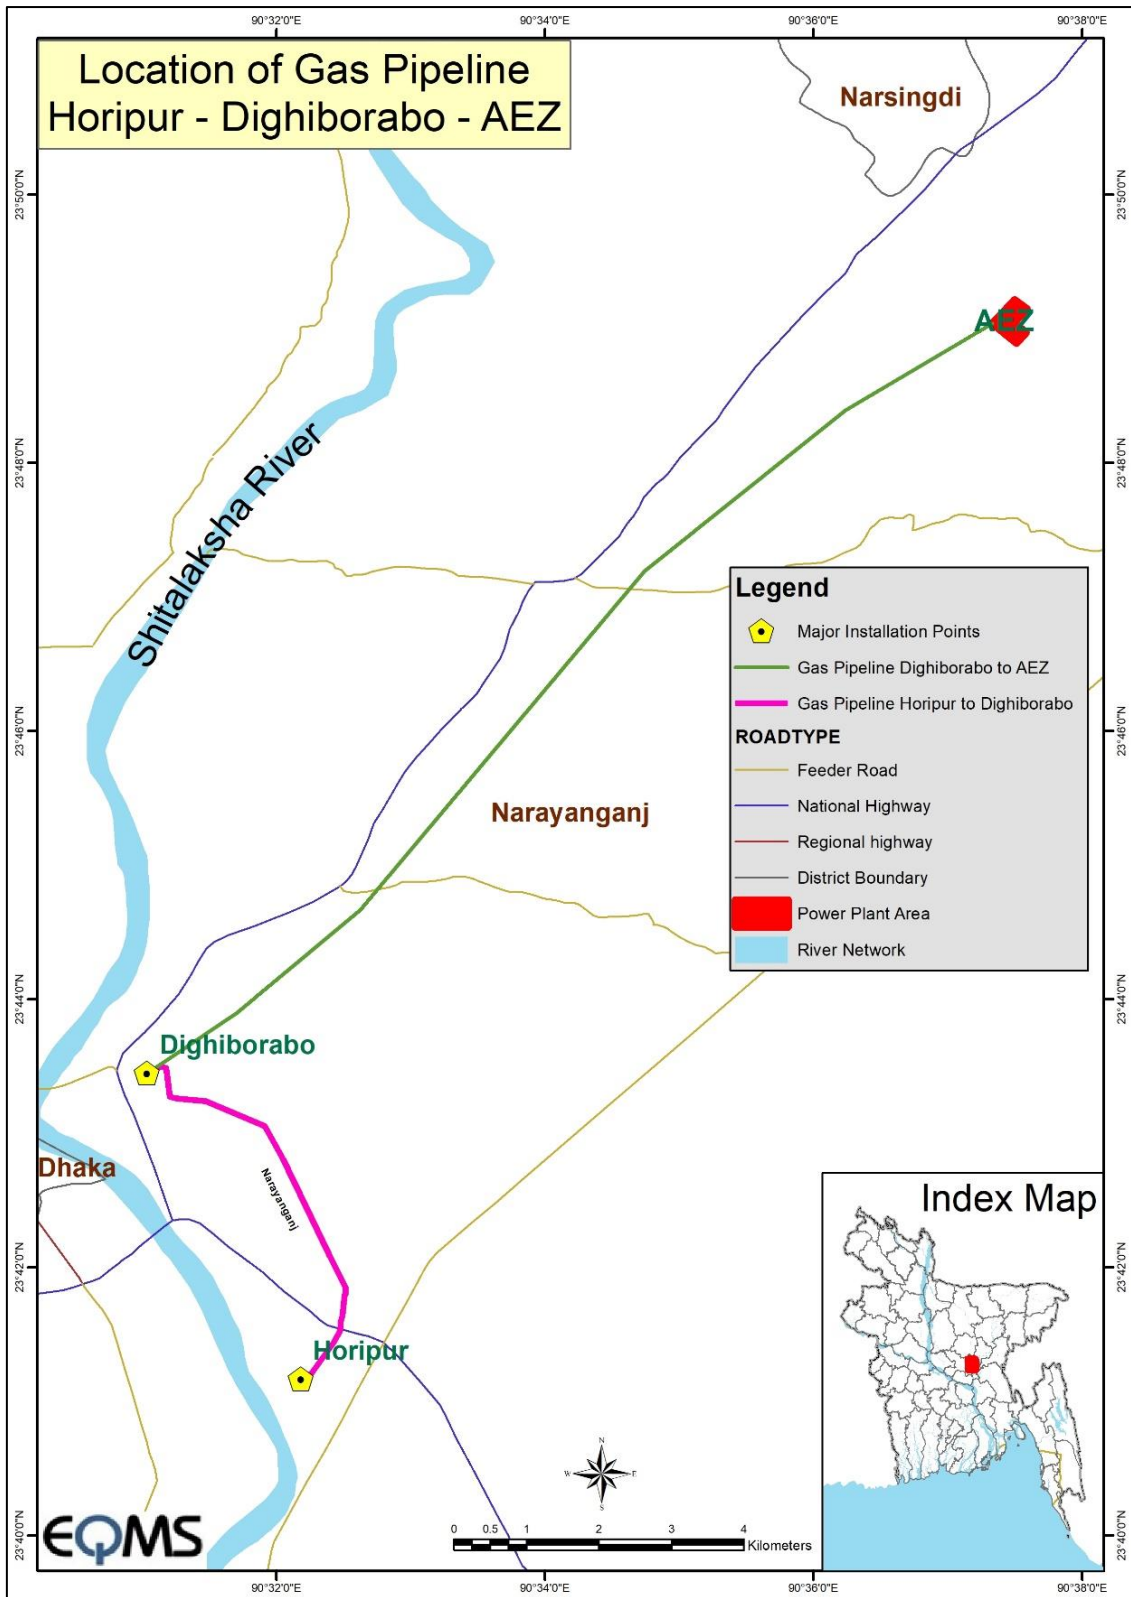 90°32'0"E
90°34'0"E
90°36'0"E
90°38'0"E
Location of Gas Pipeline
Horipur - Dighiborabo - AEZ
Narsingdi
23°50'0"N
23°50'0"N
AEZ
23°48'0"N
23°48'0"N
Shitalaksha River
Legend
Major Installation Points
Gas Pipeline Dighiborabo to AEZ
Gas Pipeline Horipur to Dighiborabo
ROADTYPE
Feeder Road
National Highway
Regional highway
District Boundary
Power Plant Area
River Network
23°46'0"N
23°46'0"N
Narayanganj
23°44'0"N
23°44'0"N
Dighiborabo
Dhaka
Narayanganj
Index Map
23°42'0"N
23°42'0"N
Horipur
N
W
E
S
EQMS
0 0.5 1 2 3 4
Kilometers
23°40'0"N
23°40'0"N
90°32'0"E
90°34'0"E
90°36'0"E
90°38'0"E